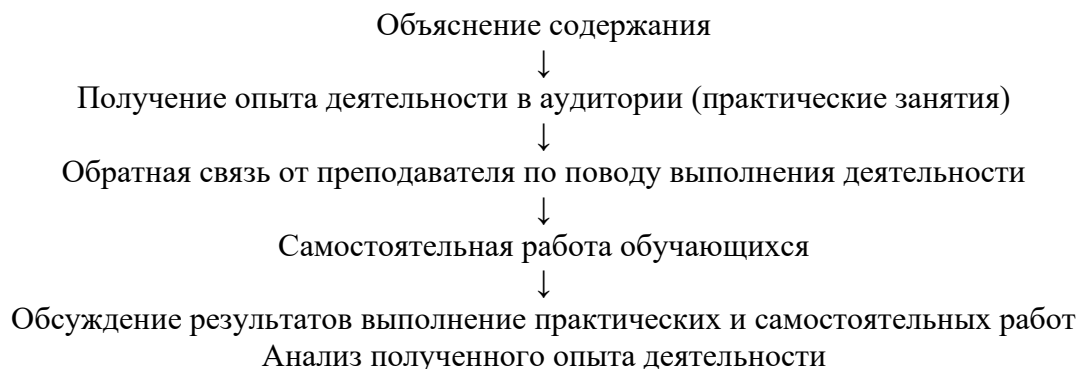 Объяснение содержания
↓
Получение опыта деятельности в аудитории (практические занятия)
↓
Обратная связь от преподавателя по поводу выполнения деятельности
↓
Самостоятельная работа обучающихся
↓
Обсуждение результатов выполнение практических и самостоятельных работ
Анализ полученного опыта деятельности